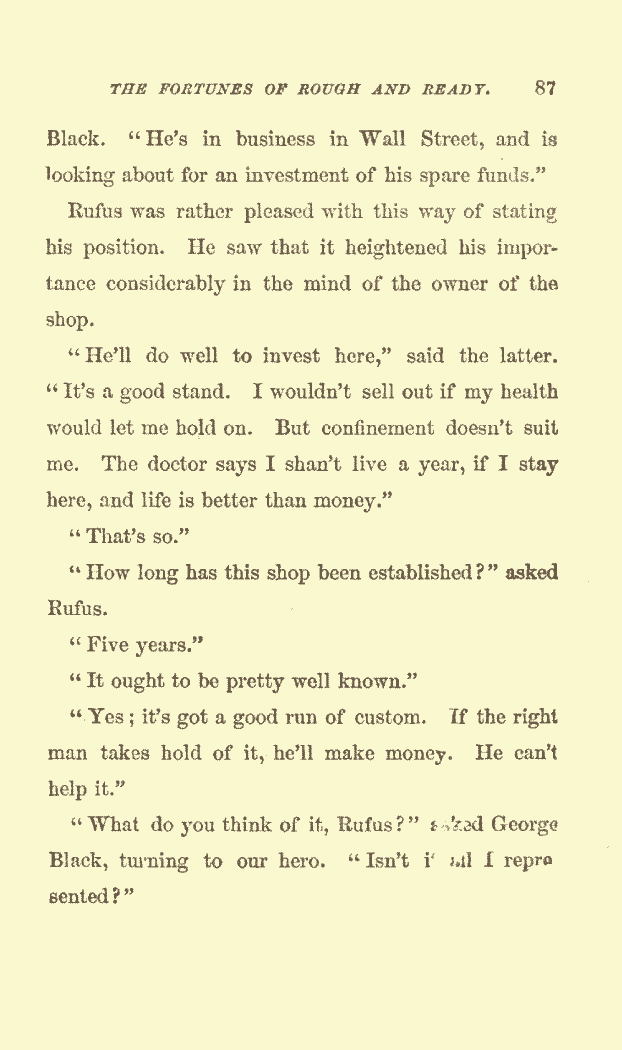 THE FORTUNES OF ROUGH AND READY. 87
Black. "He's in business in Wall Street, and is
looking about for an investment of his spare funds."
Rufus was rather pleased with this way of stating
his position. He saw that it heightened his impor-
tance considerably in the mind of the owner of the
shop.
"He'll do well to invest here," said the latter.
"It's a good stand. I wouldn't sell out if my health
would let me hold on. But confinement doesn't suit
me. The doctor says I shan't live a year, if I stay
here, and life is better than money."
"That's so."
"How long has this shop been established?" asked
Rufus.
"Five years."
"It ought to be pretty well known."
"Yes; it's got a good run of custom. If the right
man takes hold of it, he'll make money. He can't
help it."
"What do you think of it, Rufus?" asked George
Black, turning to our hero. "Isn't it all I repre
sented?"